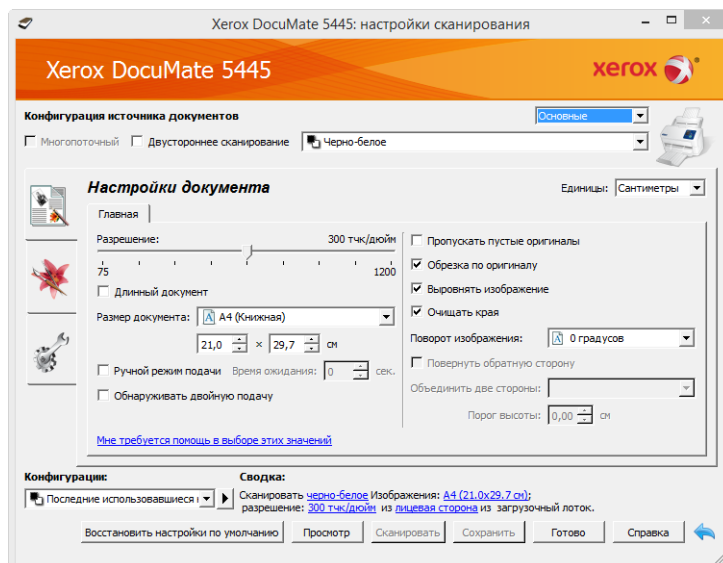 Xerox DocuMate 5445: настройки сканирования
Xerox DocuMate 5445
xerox
Конфигурация источника документов
Основные
Многопоточный
Двустороннее сканирование
Черно-белое
Настройки документа
Единицы: Сантиметры
Главная
Разрешение: 300 тчк/дюйм
75 1200
Длинный документ
Размер документа: A4 (Книжная)
21,0 × 29,7 см
Ручной режим подачи Время ожидания: 0 сек.
Обнаруживать двойную подачу
Мне требуется помощь в выборе этих значений
Пропускать пустые оригиналы
Обрезка по оригиналу
Выровнять изображение
Очищать края
Поворот изображения: 0 градусов
Повернуть обратную сторону
Объединить две стороны:
Порог высоты: 0,00 см
Конфигурации:
Последние использовавшиеся
Сводка:
Сканировать черно-белое Изображения: A4 (21.0x29.7 см);
разрешение: 300 тчк/дюйм из лицевая сторона из загрузочный лоток.
Восстановить настройки по умолчанию Просмотр Сканировать Сохранить Готово Справка